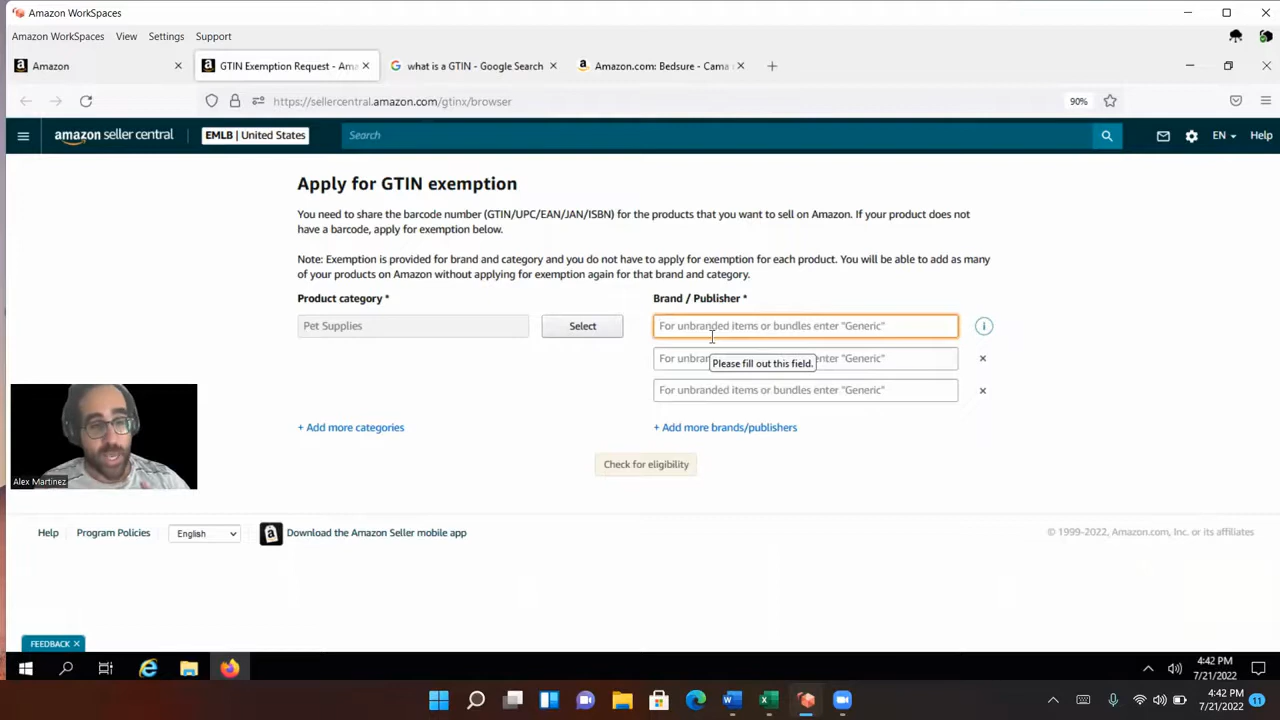 Amazon WorkSpaces
Amazon WorkSpaces View Settings Support
Amazon
GTIN Exemption Request - Ama
what is a GTIN - Google Search
Amazon.com: Bedsure - Cama
https://sellercentral.amazon.com/gtinx/browser
90%
amazon seller central
EMLB | United States
Search
EN
Help
Apply for GTIN exemption
You need to share the barcode number (GTIN/UPC/EAN/JAN/ISBN) for the products that you want to sell on Amazon. If your product does not
have a barcode, apply for exemption below.
Note: Exemption is provided for brand and category and you do not have to apply for exemption for each product. You will be able to add as many
of your products on Amazon without applying for exemption again for that brand and category.
Product category *
Brand / Publisher *
Pet Supplies
Select
For unbranded items or bundles enter "Generic"
For unbran
enter "Generic"
Please fill out this field.
For unbranded items or bundles enter "Generic"
+ Add more categories
+ Add more brands/publishers
Check for eligibility
Alex Martinez
Help
Program Policies
English
Download the Amazon Seller mobile app
© 1999-2022, Amazon.com, Inc. or its affiliates
FEEDBACK ×
4:42 PM
7/21/2022
4:42 PM
7/21/2022
11